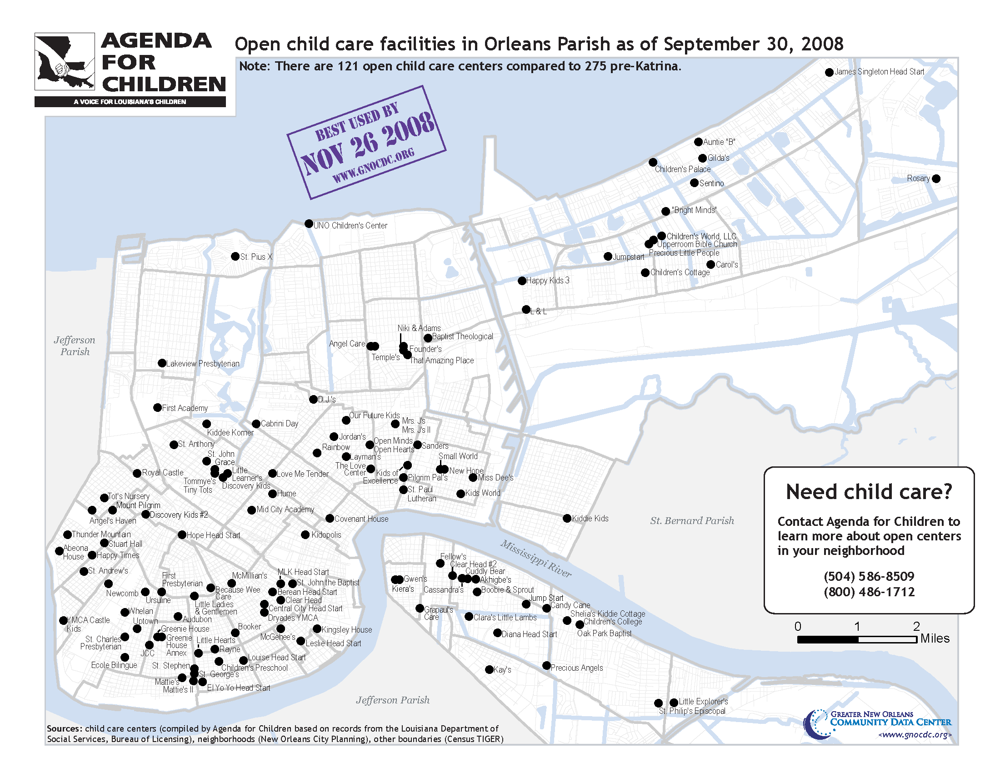 AGENDA
FOR
CHILDREN
A VOICE FOR LOUISIANA'S CHILDREN
Open child care facilities in Orleans Parish as of September 30, 2008
Note: There are 121 open child care centers compared to 275 pre-Katrina.
BEST USED BY
NOV 26 2008
WWW.GNOCDC.ORG
James Singleton Head Start
Auntie "B"
Gilda's
Children's Palace
Rosary
Sentino
"Bright Minds"
UNO Children's Center
Children's World, LLC
Upperroom Bible Church
Precious Little People
St. Pius X
Jumpstart
Carol's
Children's Cottage
Happy Kids 3
L & L
Niki & Adams
Baptist Theological
Angel Care
Founder's
Temple's
That Amazing Place
Jefferson
Parish
Lakeview Presbyterian
D.J.'s
First Academy
Our Future Kids
Mrs. J's
Mrs. J's II
Cabrini Day
Kiddee Korner
Jordan's
Open Minds
Open Hearts
Sanders
St. Anthony
Rainbow
St. John
Grace
Layman's
Small World
The Love
Center
Royal Castle
Little
Learner's
Love Me Tender
Kids of
Excellence
New Hope
Pilgrim Pal's
Miss Dee's
Tommye's
Tiny Tots
Discovery Kids
Hume
St. Paul
Lutheran
Kids World
Tot's Nursery
Mount Pilgrim
Discovery Kids #2
Angel's Haven
Mid City Academy
Covenant House
Kiddie Kids
St. Bernard Parish
Thunder Mountain
Hope Head Start
Kidopolis
Stuart Hall
Abeona
House
Happy Times
Mississippi River
St. Andrew's
Fellow's
Clear Head #2
Cuddly Bear
Akhigbe's
First
Presbyterian
McMillian's
MLK Head Start
St. John the Baptist
Gwen's
Kiera's
Cassandra's
Boobie & Sprout
Newcomb
Ursuline
Because Wee
Care
Berean Head Start
Clear Head
Little Ladies
& Gentlemen
Central City Head Start
Dryades YMCA
Jump Start
Candy Cane
Grapaul's
Care
Clara's Little Lambs
Shelia's Kiddie Cottage
Children's College
Oak Park Baptist
Whelan
Uptown
Audubon
YMCA Castle
Kids
Greenie House
Booker
McGehee's
Kingsley House
Diana Head Start
St. Charles
Presbyterian
Greenie
House
Annex
Little Hearts
Leslie Head Start
JCC
Rayne
Louise Head Start
Ecole Bilingue
St. Stephen
Children's Preschool
St. George's
Precious Angels
Kay's
Mattie's
Mattie's II
El Yo Yo Head Start
Jefferson Parish
Little Explorer's
St. Philip's Episcopal
Need child care?
Contact Agenda for Children to
learn more about open centers
in your neighborhood
(504) 586-8509
(800) 486-1712
0 1 2
Miles
GREATER NEW ORLEANS
COMMUNITY DATA CENTER
<www.gnocdc.org>
Sources: child care centers (compiled by Agenda for Children based on records from the Louisiana Department of
Social Services, Bureau of Licensing), neighborhoods (New Orleans City Planning), other boundaries (Census TIGER)